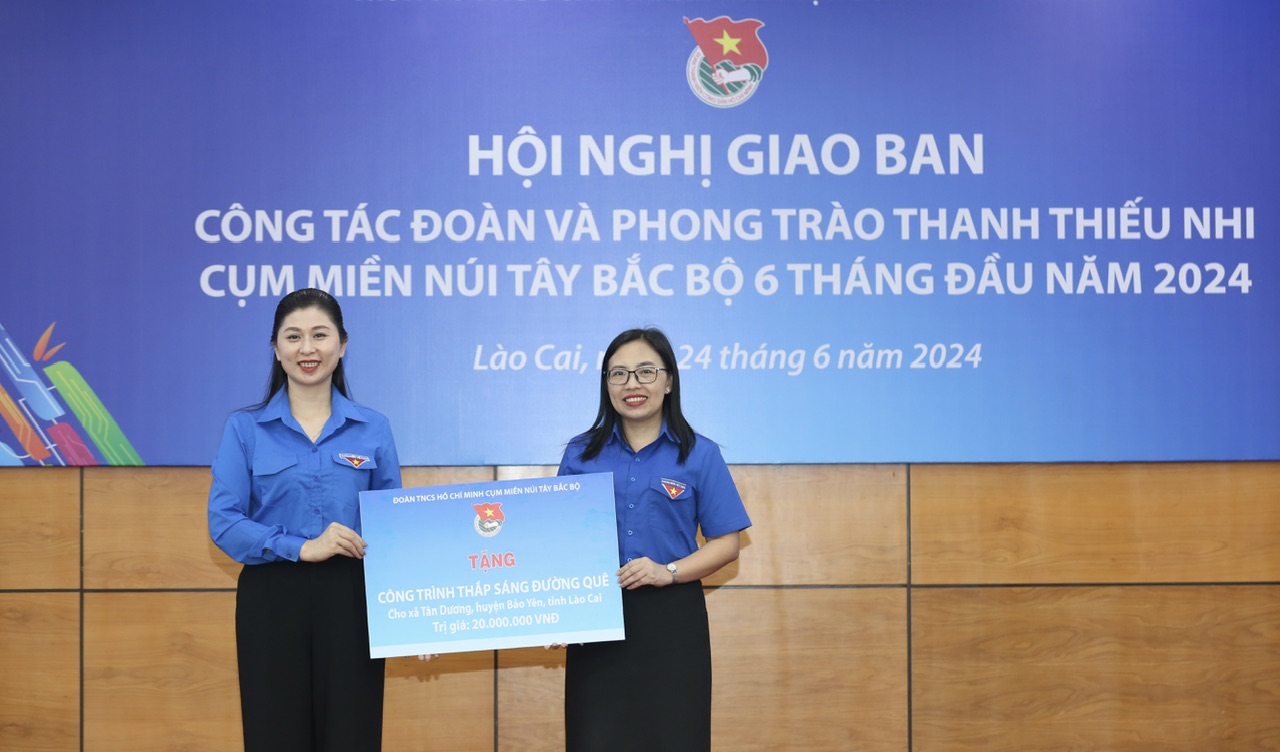 HỘI NGHỊ GIAO BAN
CÔNG TÁC ĐOÀN VÀ PHONG TRÀO THANH THIẾU NHI
CỤM MIỀN NÚI TÂY BẮC BỘ 6 THÁNG ĐẦU NĂM 2024
Lào Cai, 24 tháng 6 năm 2024
ĐOÀN TNCS HỒ CHÍ MINH CỤM MIỀN NÚI TÂY BẮC BỘ
TẶNG
CÔNG TRÌNH THẮP SÁNG ĐƯỜNG QUÊ
Cho xã Tân Dương, huyện Bảo Yên, tỉnh Lào Cai
Trị giá: 20.000.000 VNĐ